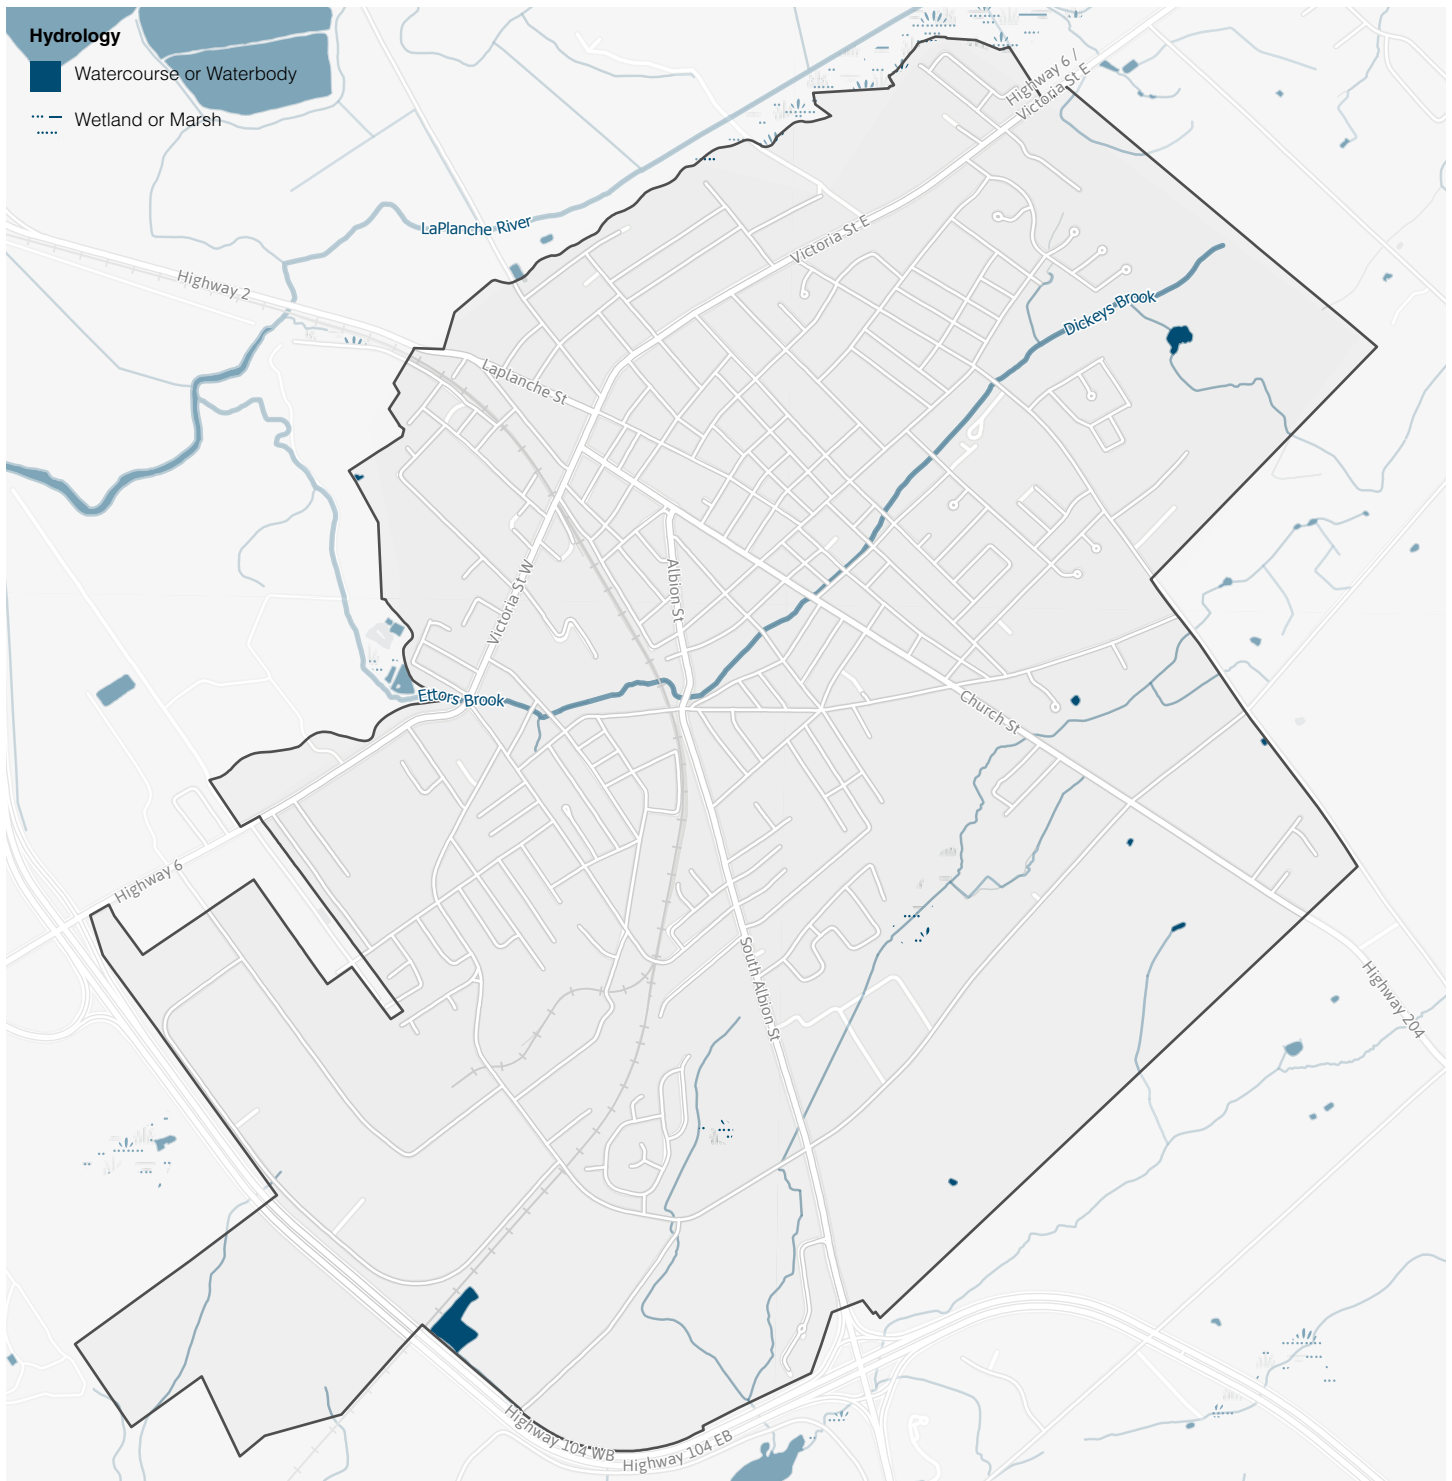 Hydrology
Watercourse or Waterbody
Wetland or Marsh
Highway 6 /
Victoria St E
LaPlanche River
Victoria St E
Highway 2
Dickeys Brook
Laplanche St
Albion St
Victoria St W
Ettors Brook
Church St
Highway 6
South Albion St
Highway 204
Highway 104 WB
Highway 104 EB